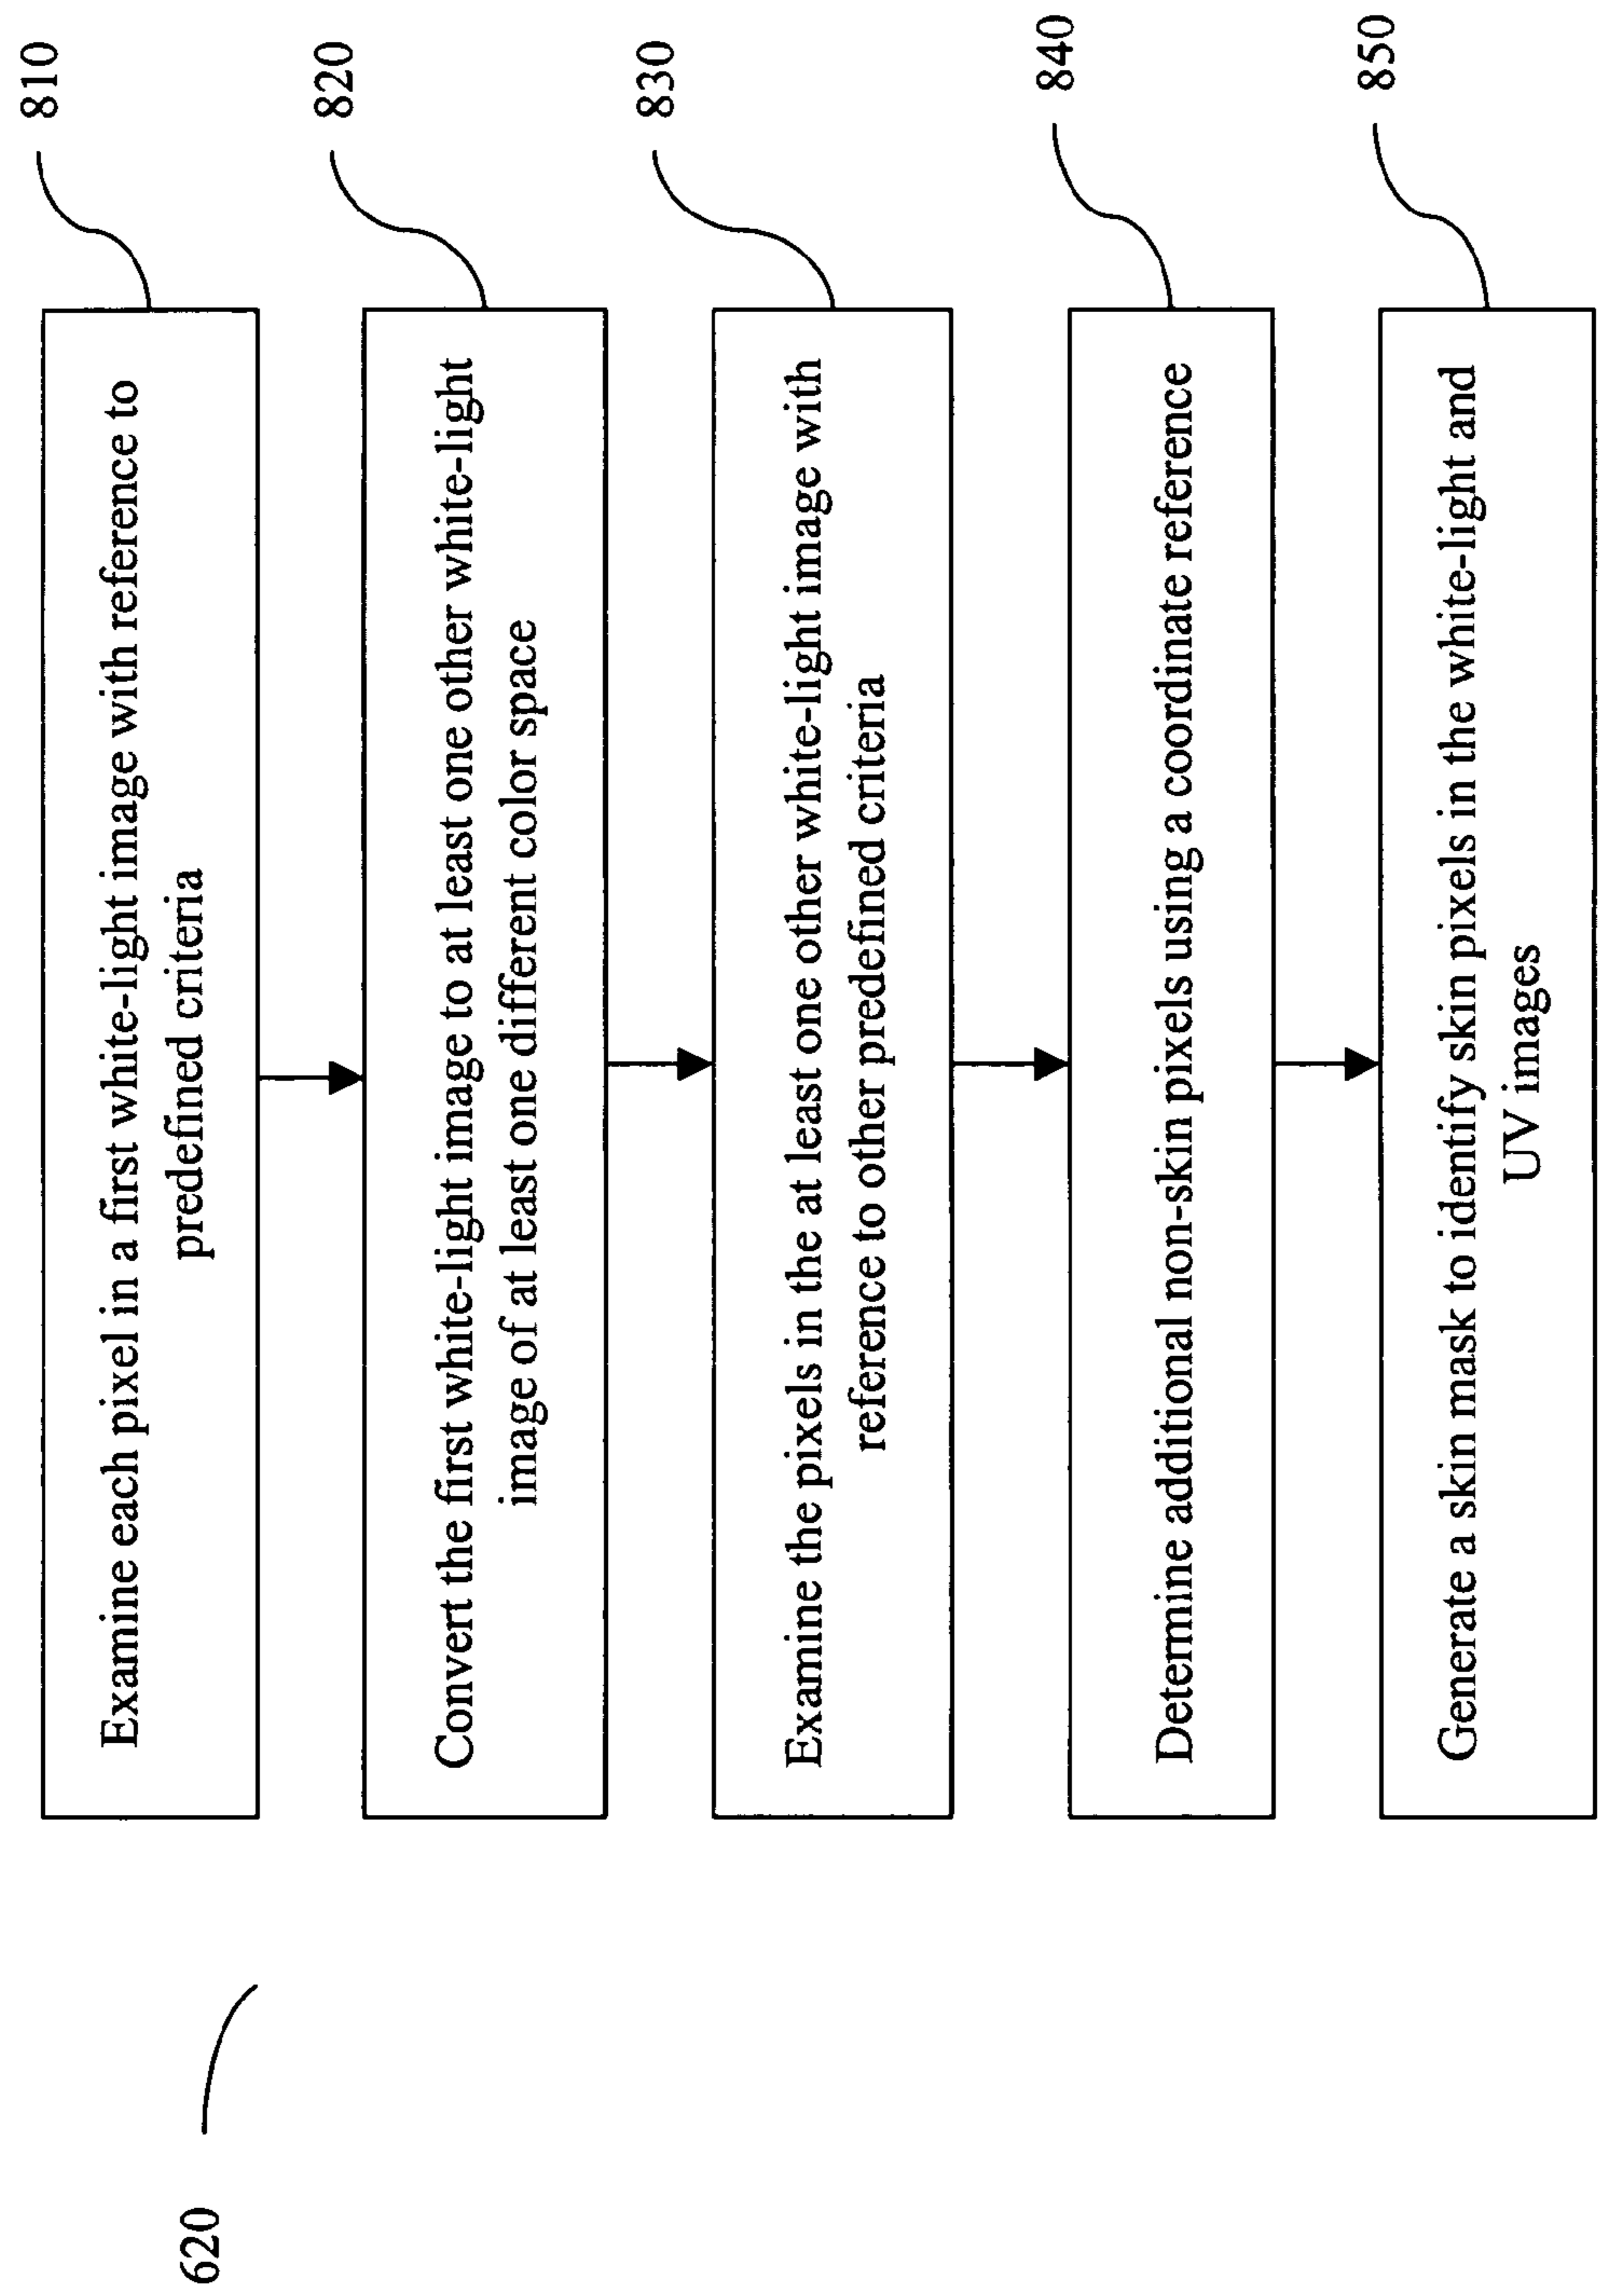 620
Examine each pixel in a first white-light image with reference to
predefined criteria
810
Convert the first white-light image to at least one other white-light
image of at least one different color space
820
Examine the pixels in the at least one other white-light image with
reference to other predefined criteria
830
Determine additional non-skin pixels using a coordinate reference
840
Generate a skin mask to identify skin pixels in the white-light and
UV images
850